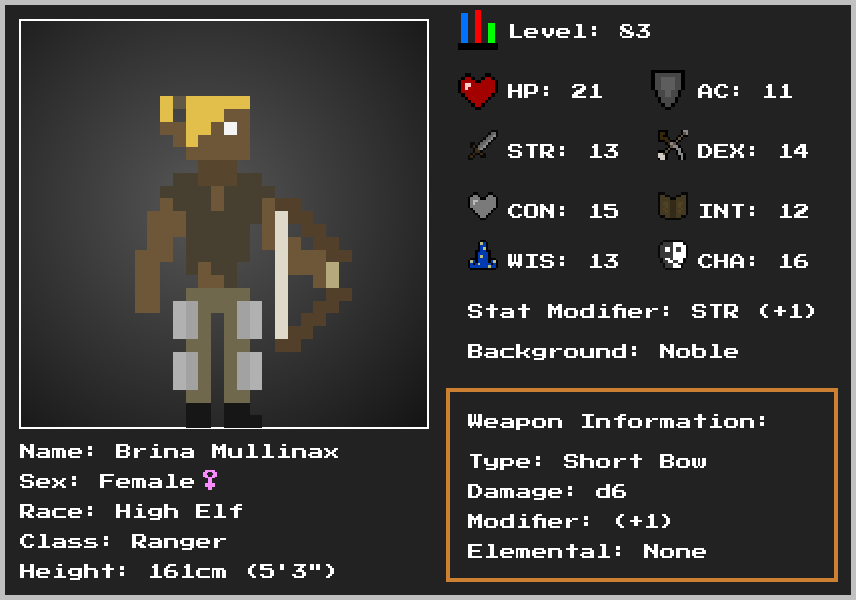 Level: 83
HP: 21
AC: 11
STR: 13
DEX: 14
CON: 15
INT: 12
WIS: 13
CHA: 16
Stat Modifier: STR (+1)
Background: Noble
Weapon Information:
Type: Short Bow
Damage: d6
Modifier: (+1)
Elemental: None
Name: Brina Mullinax
Sex: Female♀
Race: High Elf
Class: Ranger
Height: 161cm (5'3")